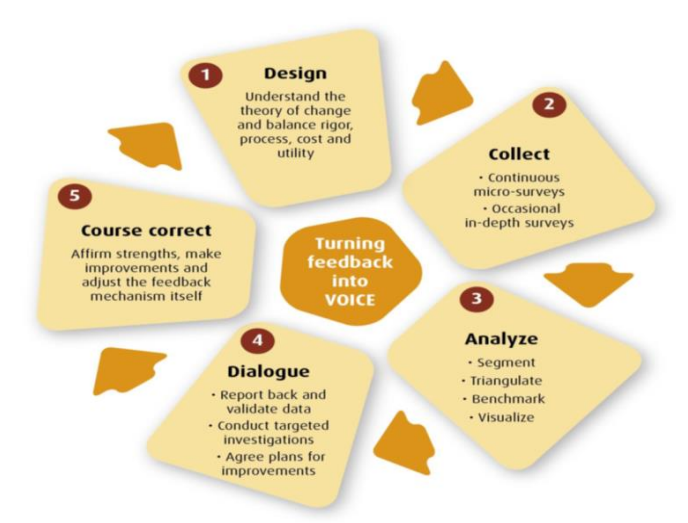 1
Design
Understand the
theory of change
and balance rigor,
process, cost and
utility
2
Collect
• Continuous
micro-surveys
• Occasional
in-depth surveys
3
Analyze
• Segment
• Triangulate
• Benchmark
• Visualize
4
Dialogue
• Report back and
validate data
• Conduct targeted
investigations
• Agree plans for
improvements
5
Course correct
Affirm strengths, make
improvements and
adjust the feedback
mechanism itself
Turning
feedback
into
VOICE